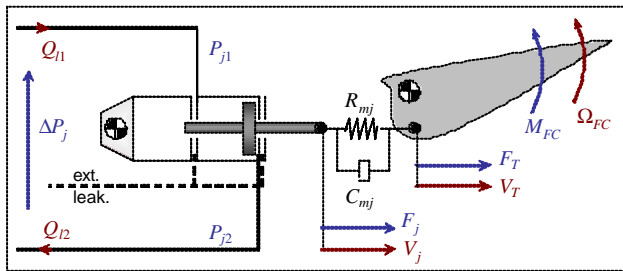 Q_{l1}
P_{j1}
ΔP_j
R_{mj}
M_{FC}
Ω_{FC}
F_T
V_T
ext.
leak.
C_{mj}
Q_{l2}
P_{j2}
F_j
V_j